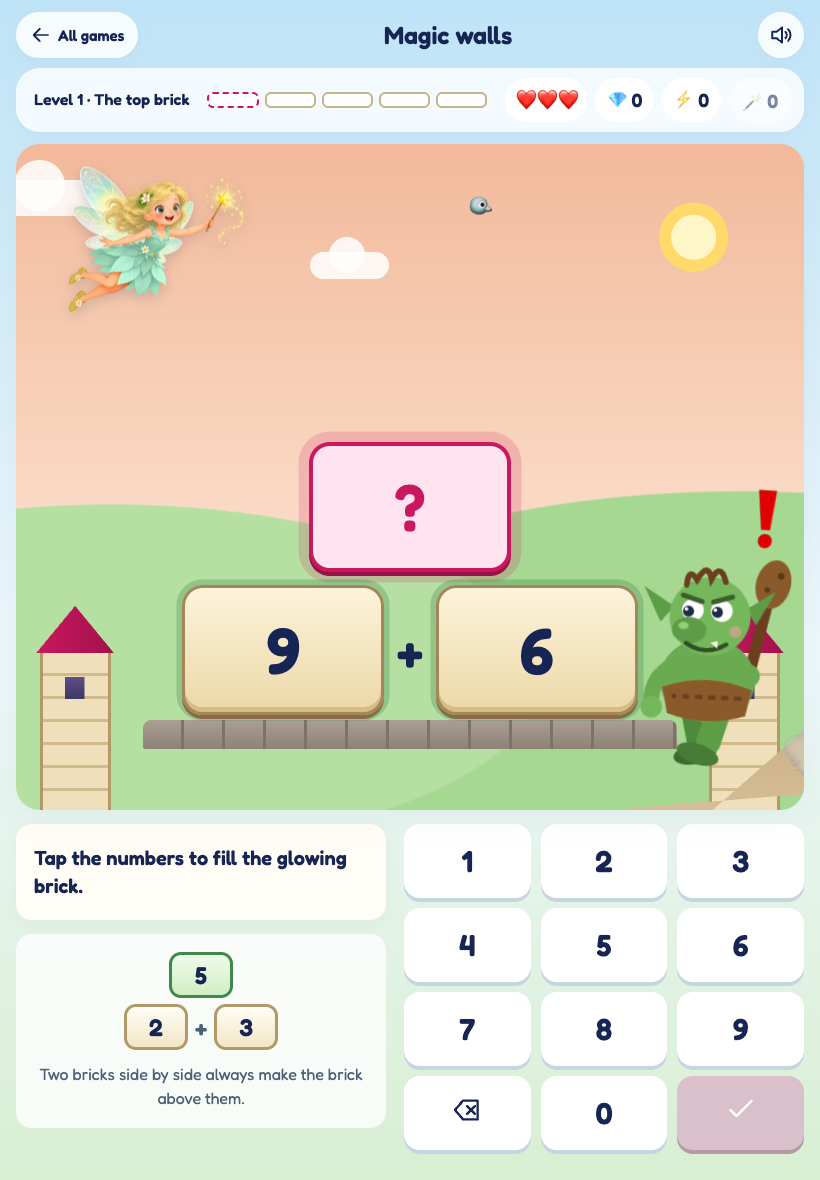 All games
Magic walls
Level 1 · The top brick
0
0
0
!
?
9 + 6
Tap the numbers to fill the glowing
brick.
5
2 + 3
Two bricks side by side always make the brick
above them.
1 2 3
4 5 6
7 8 9
0